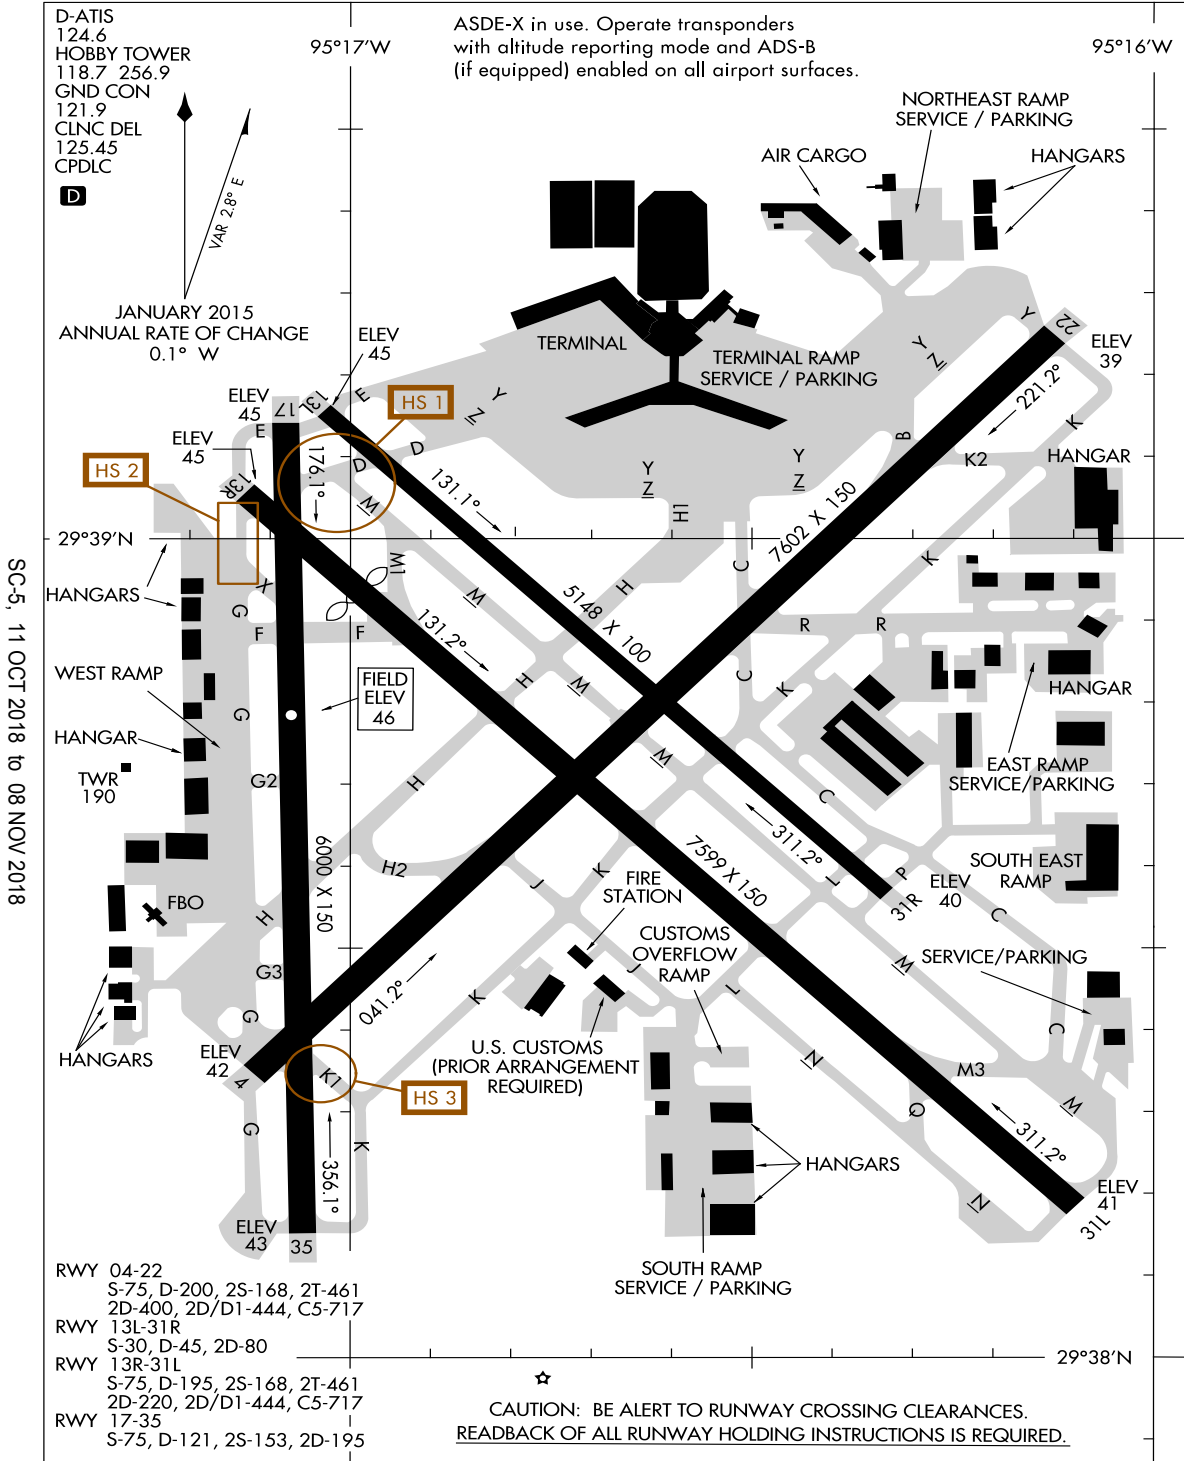 D-ATIS
124.6
HOBBY TOWER
118.7 256.9
GND CON
121.9
CLNC DEL
125.45
CPDLC
D
VAR 2.8° E
JANUARY 2015
ANNUAL RATE OF CHANGE
0.1° W
95°17'W
ASDE-X in use. Operate transponders
with altitude reporting mode and ADS-B
(if equipped) enabled on all airport surfaces.
95°16'W
NORTHEAST RAMP
SERVICE / PARKING
AIR CARGO
HANGARS
TERMINAL
TERMINAL RAMP
SERVICE / PARKING
Y
Z
Y
22
ELEV
39
221.2°
K
ELEV
45
ELEV
45
17
13L
E
E
HS 1
Y
Z
ELEV
45
13R
HS 2
176.1°
D
D
M
131.1°
Y
Z
Y
Z
B
K2
HANGAR
H1
7602 X 150
29°39'N
HANGARS
X
G
F
F
M1
M
H
C
K
5148 X 100
131.2°
R
R
WEST RAMP
FIELD
ELEV
46
H
M
C
K
HANGAR
G
HANGAR
TWR
190
G2
H
M
EAST RAMP
SERVICE/PARKING
C
311.2°
6000 X 150
H2
J
K
7599 X 150
L
P
31R
ELEV
40
SOUTH EAST
RAMP
C
FBO
H
FIRE
STATION
CUSTOMS
OVERFLOW
RAMP
M
SERVICE/PARKING
G3
G
K
J
L
041.2°
C
HANGARS
ELEV
42
4
K1
HS 3
U.S. CUSTOMS
(PRIOR ARRANGEMENT
REQUIRED)
N
M3
M
Q
311.2°
G
K
356.1°
HANGARS
N
ELEV
41
31L
ELEV
43
35
SOUTH RAMP
SERVICE / PARKING
RWY 04-22
S-75, D-200, 2S-168, 2T-461
2D-400, 2D/D1-444, C5-717
RWY 13L-31R
S-30, D-45, 2D-80
RWY 13R-31L
S-75, D-195, 2S-168, 2T-461
2D-220, 2D/D1-444, C5-717
RWY 17-35
S-75, D-121, 2S-153, 2D-195
29°38'N
CAUTION: BE ALERT TO RUNWAY CROSSING CLEARANCES.
READBACK OF ALL RUNWAY HOLDING INSTRUCTIONS IS REQUIRED.
SC-5, 11 OCT 2018 to 08 NOV 2018